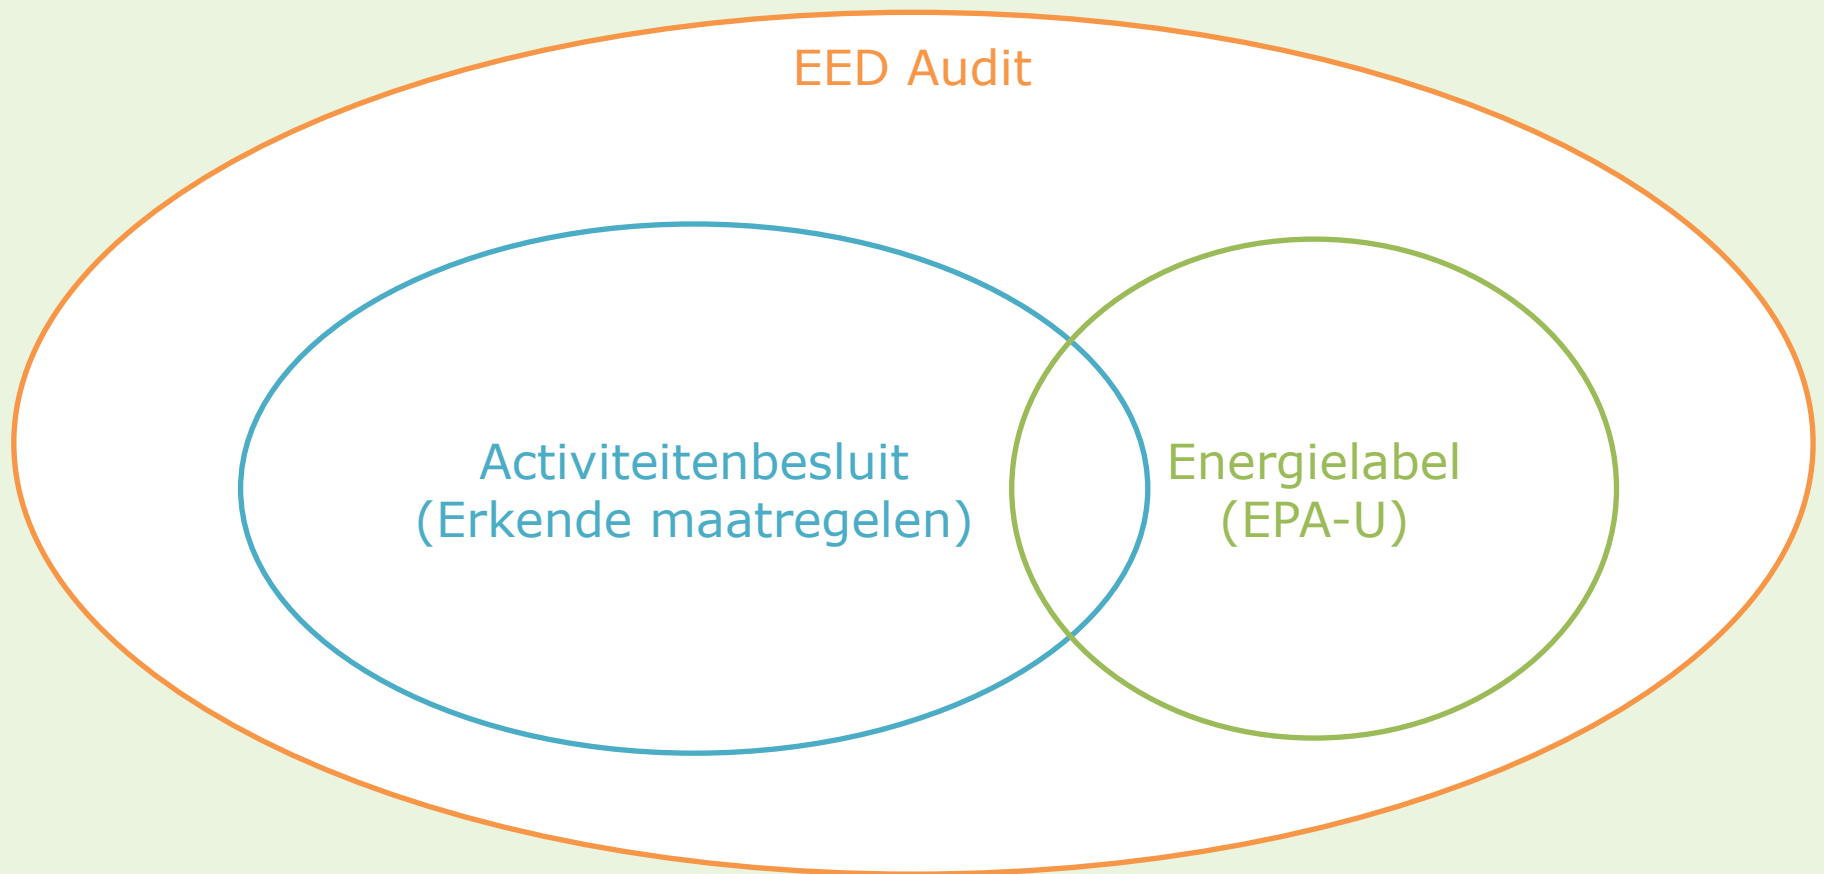 EED Audit
Activiteitenbesluit
(Erkende maatregelen)
Energielabel
(EPA-U)